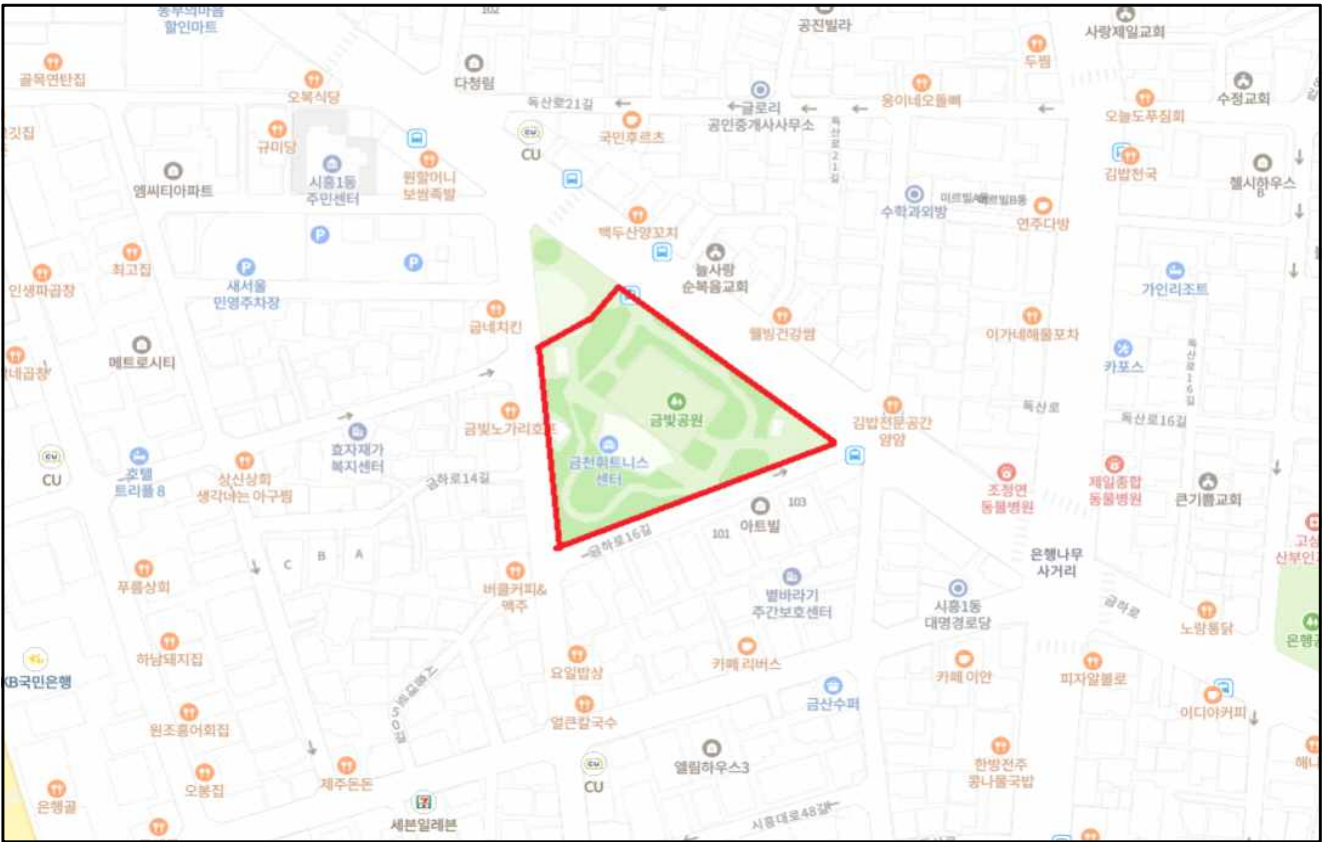 할인마트
102
공진빌라
사랑제일교회
골목연탄집
오복식당
다청림
독산로21길
글로리
공인중개사사무소
웅이네오돌뼈
두찜
오늘도푸짐회
수정교회
규미당
시흥1동
주민센터
원할머니
보쌈족발
CU
국민후르츠
독산로21길
엠씨티아파트
수학과외방
연주다방
김밥천국
헬시하우스
B
백두산양꼬치
늘사랑
순복음교회
최고집
인생파곱창
P
P
P
새서울
민영주차장
가인리조트
굽네치킨
웰빙건강쌈
이가네해물포차
메트로시티
카포스
독산로16길
금빛공원
금빛노가리호프
김밥전문공간
얌얌
독산로
독산로16길
효자재가
복지센터
금천휘트니스
센터
CU
호텔
트리플 8
상신상회
생각나는 아구찜
금하로14길
조정연
동물병원
제일종합
동물병원
큰기쁨교회
103
101
아트빌
금하로16길
C
B
A
은행나무
사거리
푸름상회
버클커피&
맥주
별바라기
주간보호센터
시흥1동
대명경로당
금하로
노랑통닭
하남돼지집
KB국민은행
요일밥상
카페 리버스
카페 이안
피자알볼로
금산수퍼
이디야커피
원조홍어회집
얼큰칼국수
엘림하우스3
한방전주
콩나물국밥
은행골
오봉집
제주돈돈
7
세븐일레븐
CU
시흥대로48길